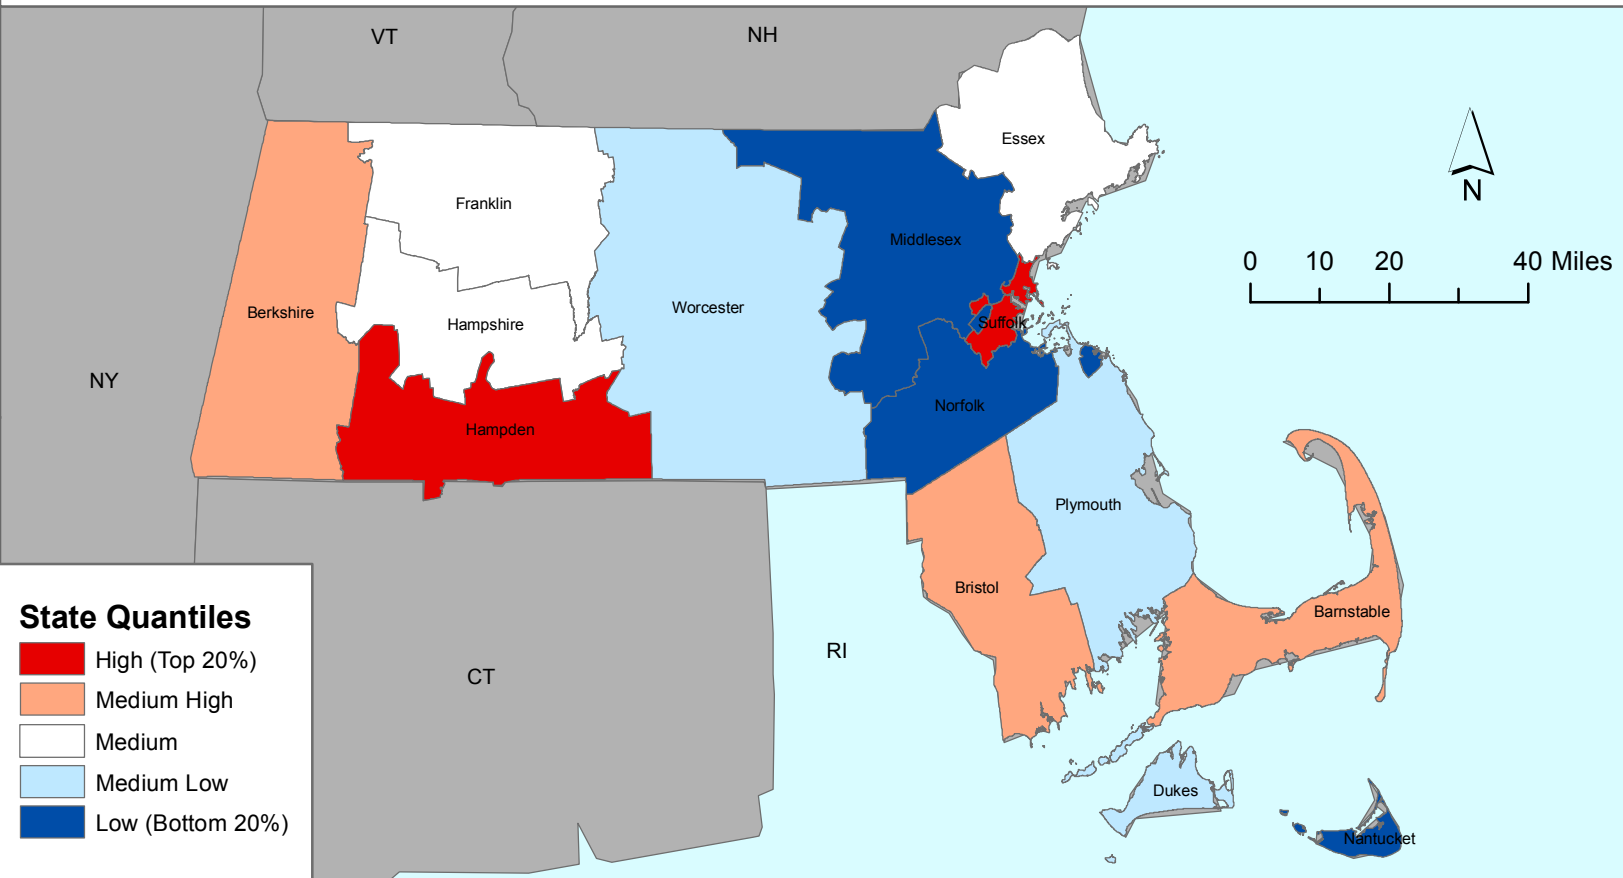 VT
NH
Essex
N
Franklin
Middlesex
0 10 20 40 Miles
Berkshire
Hampshire
Worcester
Suffolk
NY
Norfolk
Hampden
Plymouth
Bristol
Barnstable
State Quantiles
High (Top 20%)
Medium High
Medium
Medium Low
Low (Bottom 20%)
CT
RI
Dukes
Nantucket